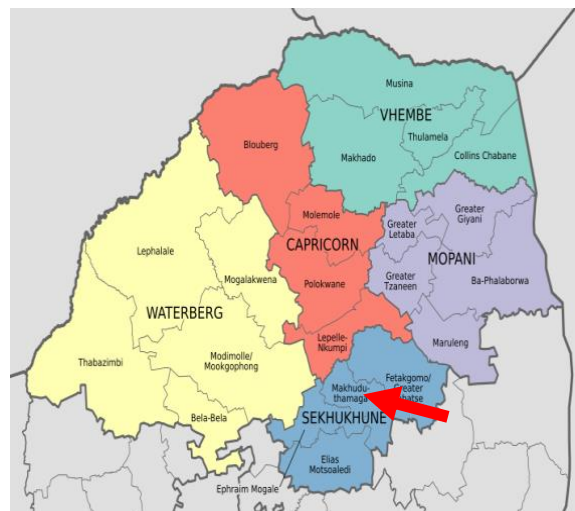 Musina
VHEMBE
Thulamela
Blouberg
Makhado
Collins Chabane
Molemole
Greater
Letaba
Greater
Giyani
CAPRICORN
MOPANI
Lephalale
Mogalakwena
Polokwane
Greater
Tzaneen
Ba-Phalaborwa
WATERBERG
Lepelle-
Nkumpi
Maruleng
Thabazimbi
Modimolle/
Mookgophong
Makhudu-
thamaga
Fetakgomo/
Greater
Bela-Bela
SEKHUKHUNE
Elias
Motsoaledi
Ephraim Mogale